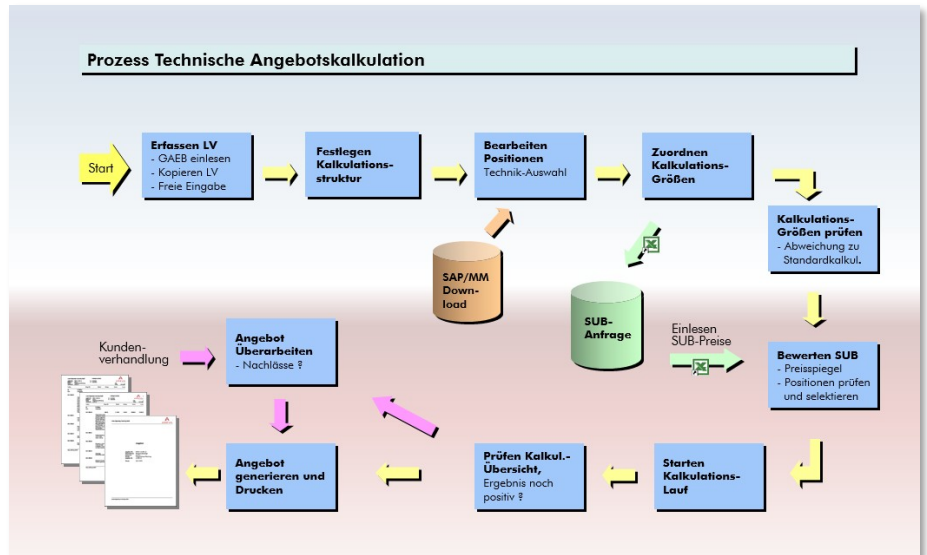 Prozess Technische Angebotskalkulation
Start
Erfassen LV
- GAEB einlesen
- Kopieren LV
- Freie Eingabe
Festlegen
Kalkulations-
struktur
Bearbeiten
Positionen
Technik-Auswahl
Zuordnen
Kalkulations-
Größen
Kalkulations-
Größen prüfen
- Abweichung zu
Standardkalkul.
SAP/MM
Down-
load
SUB-
Anfrage
Einlesen
SUB-Preise
Bewerten SUB
- Preisspiegel
- Positionen prüfen
und selektieren
Kunden-
verhandlung
Angebot
Überarbeiten
- Nachlässe ?
Angebot
generieren und
Drucken
Prüfen Kalkul.-
Übersicht,
Ergebnis noch
positiv ?
Starten
Kalkulations-
Lauf